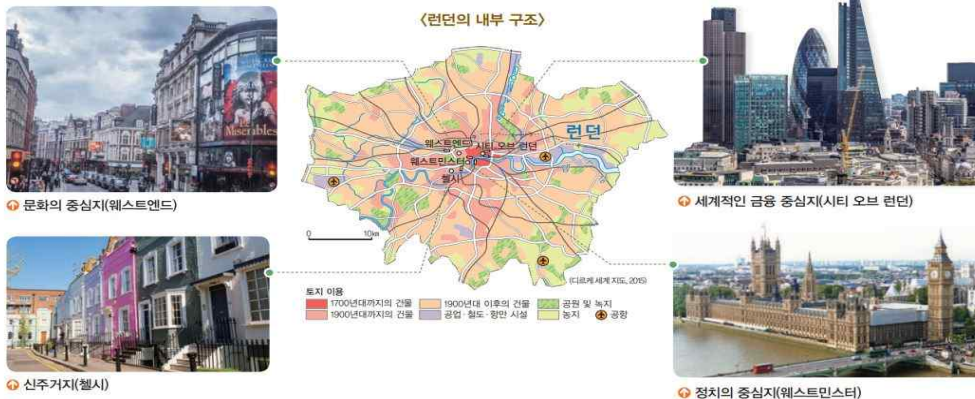 〈런던의 내부 구조〉
Misérables
문화의 중심지(웨스트엔드)
런던
웨스트엔드
시티 오브 런던
웨스트민스터
첼시
0 10km
세계적인 금융 중심지(시티 오브 런던)
(디르케 세계 지도, 2015)
토지 이용
1700년대까지의 건물 1900년대 이후의 건물 공원 및 녹지
1900년대까지의 건물 공업·철도·항만 시설 농지 공항
신주거지(첼시)
정치의 중심지(웨스트민스터)